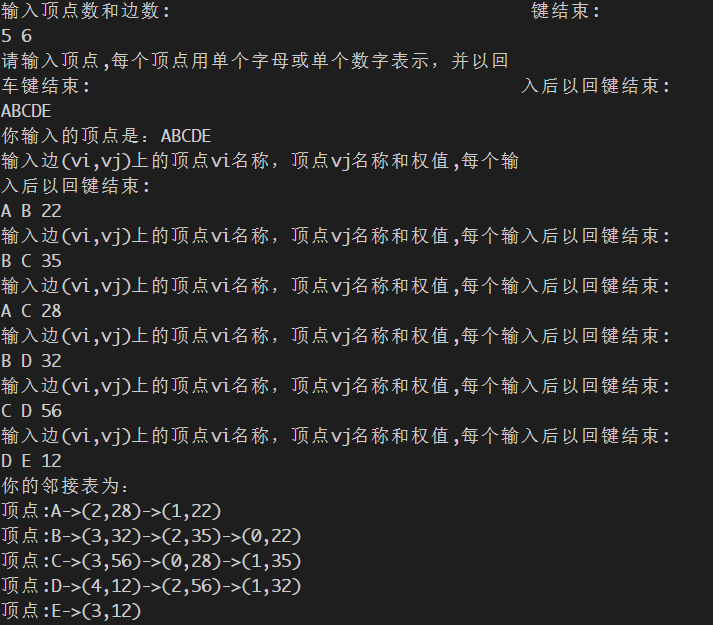 输入顶点数和边数: 键结束:
5 6
请输入顶点,每个顶点用单个字母或单个数字表示，并以回
车键结束: 入后以回键结束:
ABCDE
你输入的顶点是：ABCDE
输入边(vi,vj)上的顶点vi名称，顶点vj名称和权值,每个输
入后以回键结束:
A B 22
输入边(vi,vj)上的顶点vi名称，顶点vj名称和权值,每个输入后以回键结束:
B C 35
输入边(vi,vj)上的顶点vi名称，顶点vj名称和权值,每个输入后以回键结束:
A C 28
输入边(vi,vj)上的顶点vi名称，顶点vj名称和权值,每个输入后以回键结束:
B D 32
输入边(vi,vj)上的顶点vi名称，顶点vj名称和权值,每个输入后以回键结束:
C D 56
输入边(vi,vj)上的顶点vi名称，顶点vj名称和权值,每个输入后以回键结束:
D E 12
你的邻接表为:
顶点:A->(2,28)->(1,22)
顶点:B->(3,32)->(2,35)->(0,22)
顶点:C->(3,56)->(0,28)->(1,35)
顶点:D->(4,12)->(2,56)->(1,32)
顶点:E->(3,12)